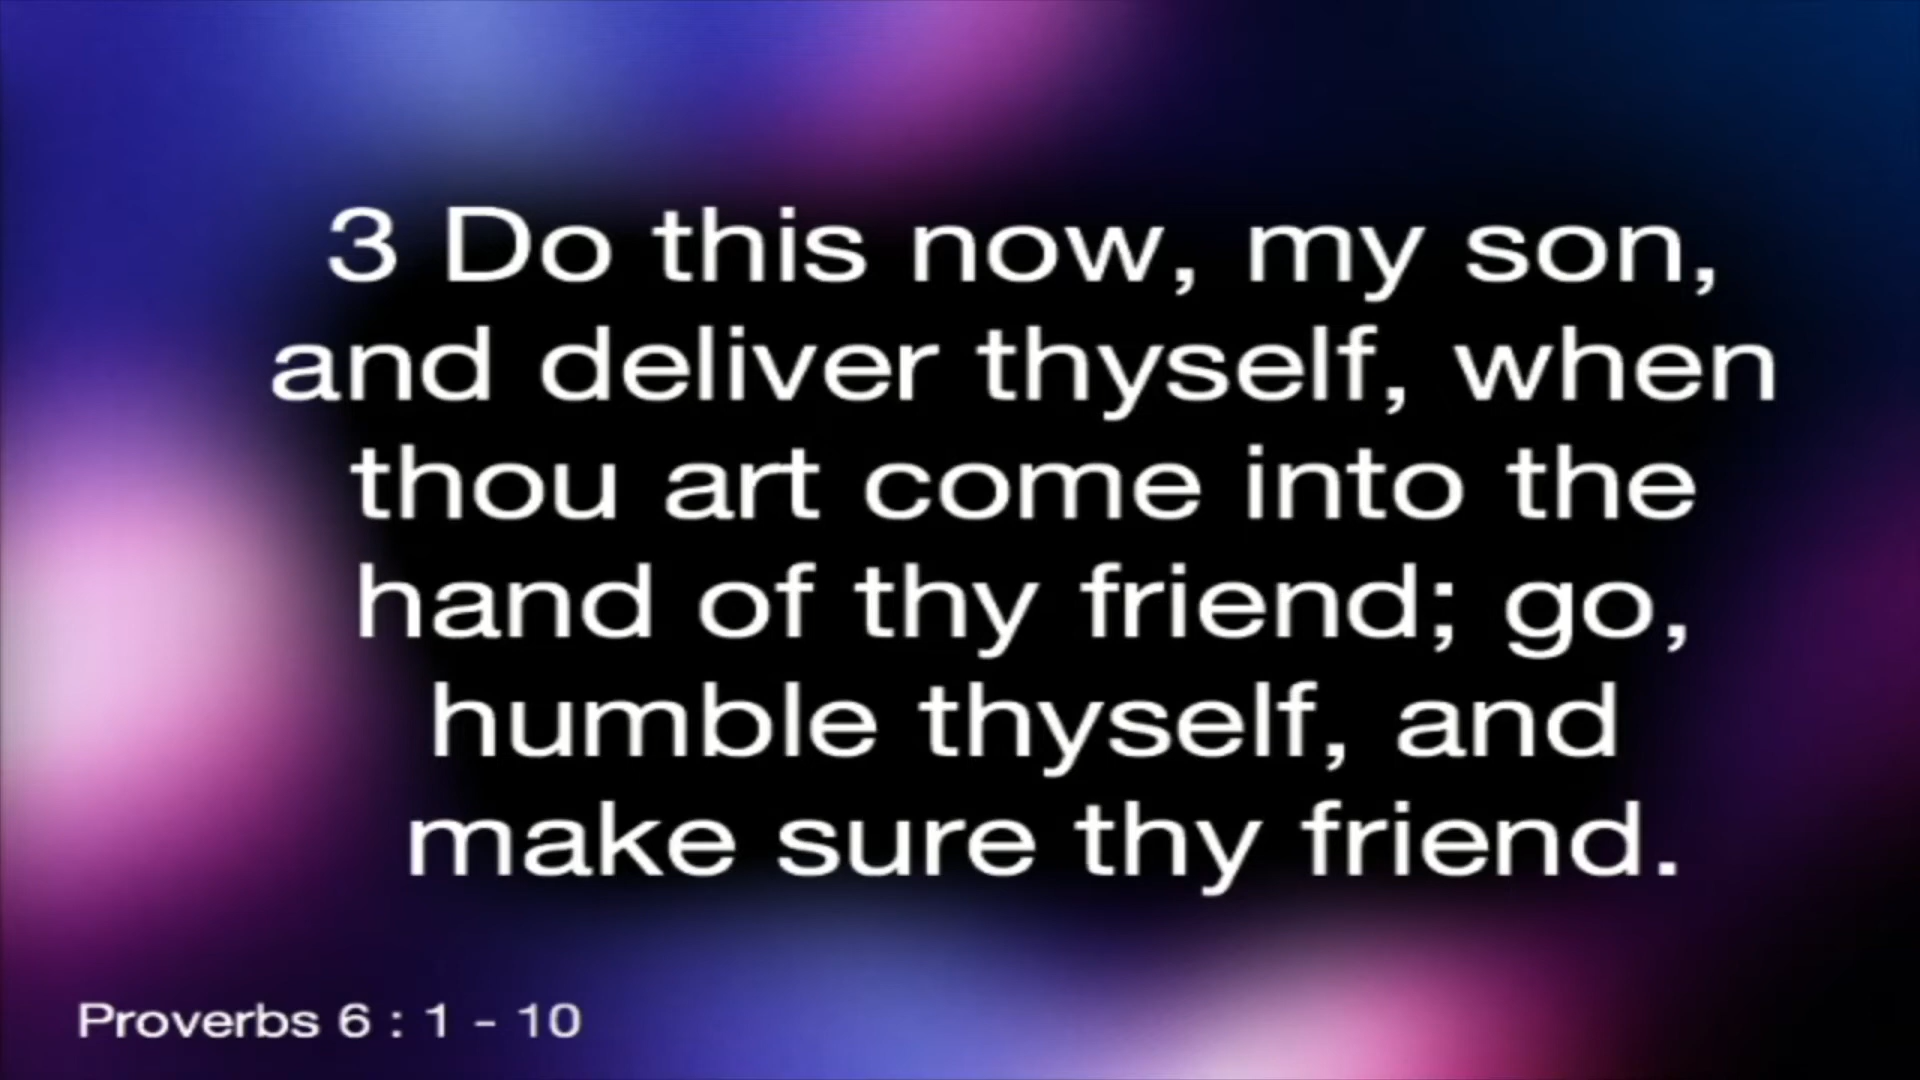 3 Do this now, my son,
and deliver thyself, when
thou art come into the
hand of thy friend; go,
humble thyself, and
make sure thy friend.
Proverbs 6 : 1 - 10